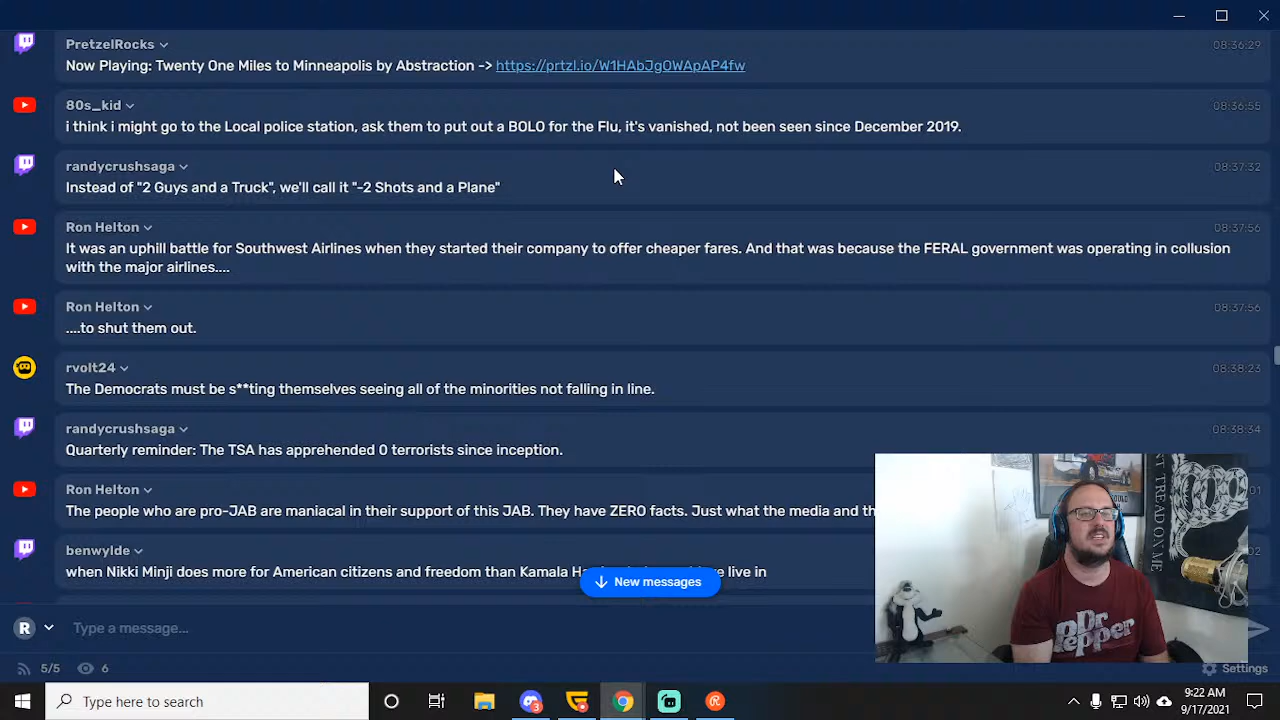 PretzelRocks
08:36:29
Now Playing: Twenty One Miles to Minneapolis by Abstraction -> https://prtzl.io/W1HAbJgOWApAP4fw
80s_kid
08:36:55
i think i might go to the Local police station, ask them to put out a BOLO for the Flu, it's vanished, not been seen since December 2019.
randycrushsaga
08:37:32
Instead of "2 Guys and a Truck", we'll call it "-2 Shots and a Plane"
Ron Helton
08:37:56
It was an uphill battle for Southwest Airlines when they started their company to offer cheaper fares. And that was because the FERAL government was operating in collusion
with the major airlines....
Ron Helton
08:37:56
....to shut them out.
rvolt24
08:38:23
The Democrats must be s**ting themselves seeing all of the minorities not falling in line.
randycrushsaga
08:38:34
Quarterly reminder: The TSA has apprehended 0 terrorists since inception.
Ron Helton
01
The people who are pro-JAB are maniacal in their support of this JAB. They have ZERO facts. Just what the media and th
benwylde
02
when Nikki Minji does more for American citizens and freedom than Kamala live in
New messages
R
Type a message...
5/5
6
Settings
T TREAD ON ME
DR
PEPPER
Type here to search
3
9:22 AM
9/17/2021